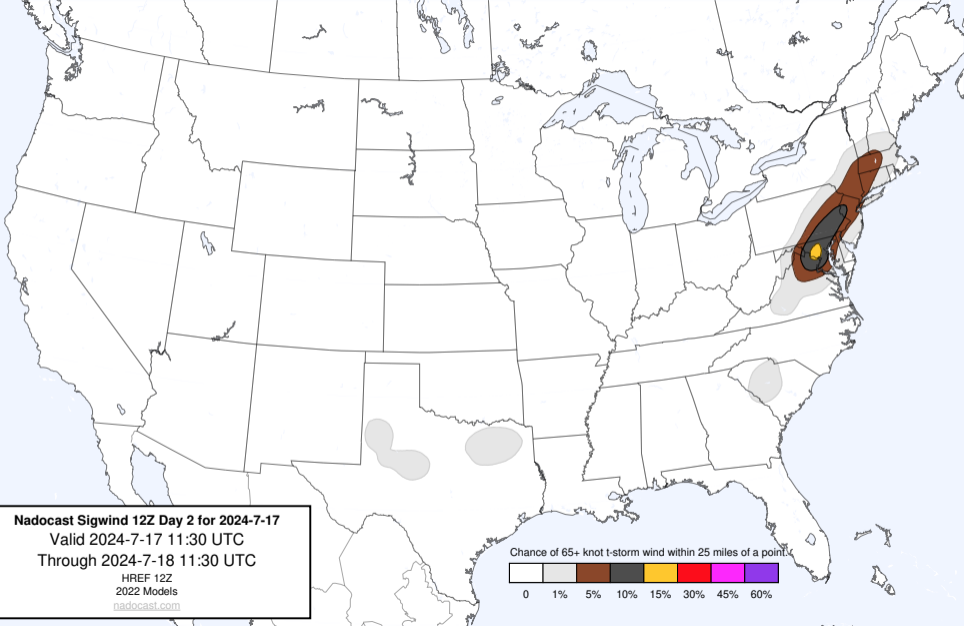 Nadocast Sigwind 12Z Day 2 for 2024-7-17
Valid 2024-7-17 11:30 UTC
Through 2024-7-18 11:30 UTC
HREF 12Z
2022 Models
nadocast.com
Chance of 65+ knot t-storm wind within 25 miles of a point.
0 1% 5% 10% 15% 30% 45% 60%